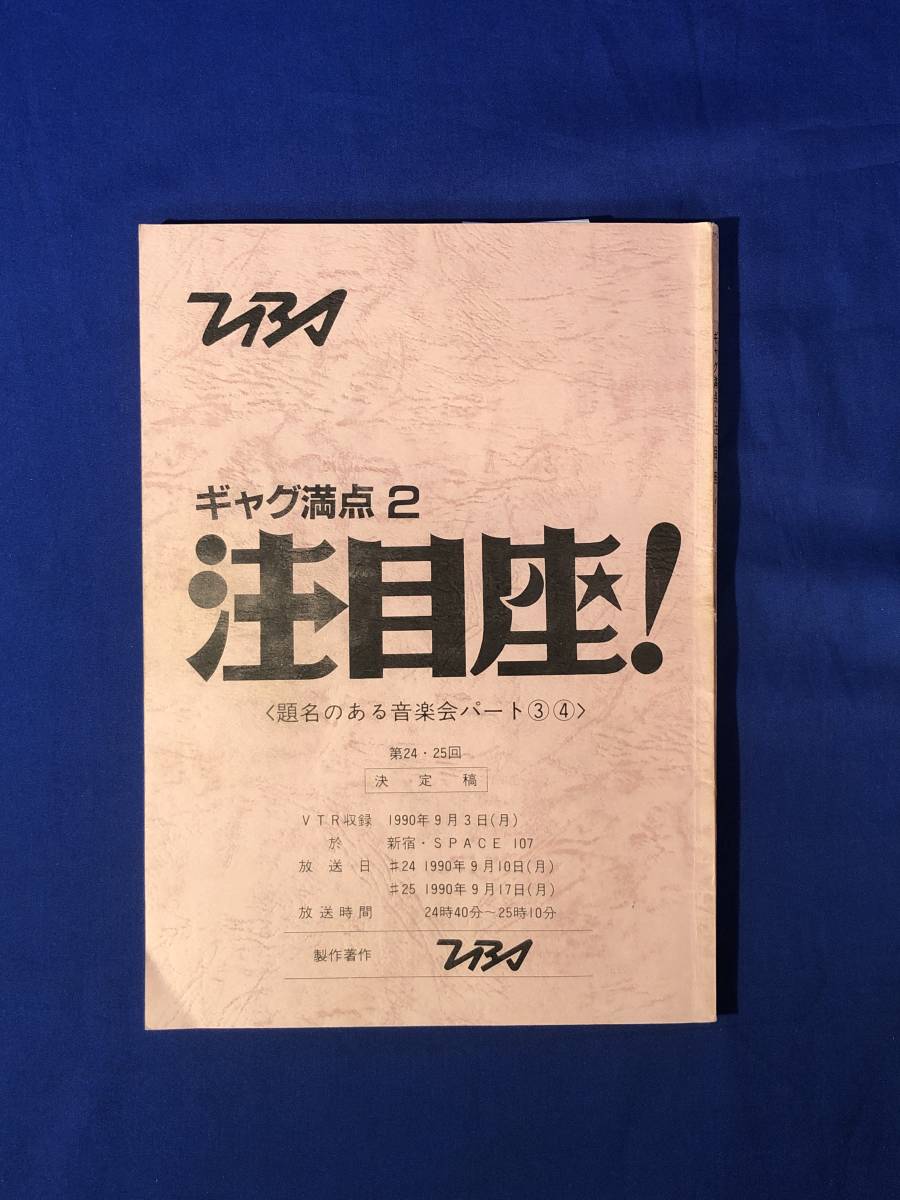 TBS
ギャグ満点 2
注目座!
〈題名のある音楽会パート③④〉
第24・25回
決定稿
VTR収録 1990年9月3日(月)
於 新宿・SPACE 107
放送日 #24 1990年9月10日(月)
#25 1990年9月17日(月)
放送時間 24時40分〜25時10分
製作著作 TBS